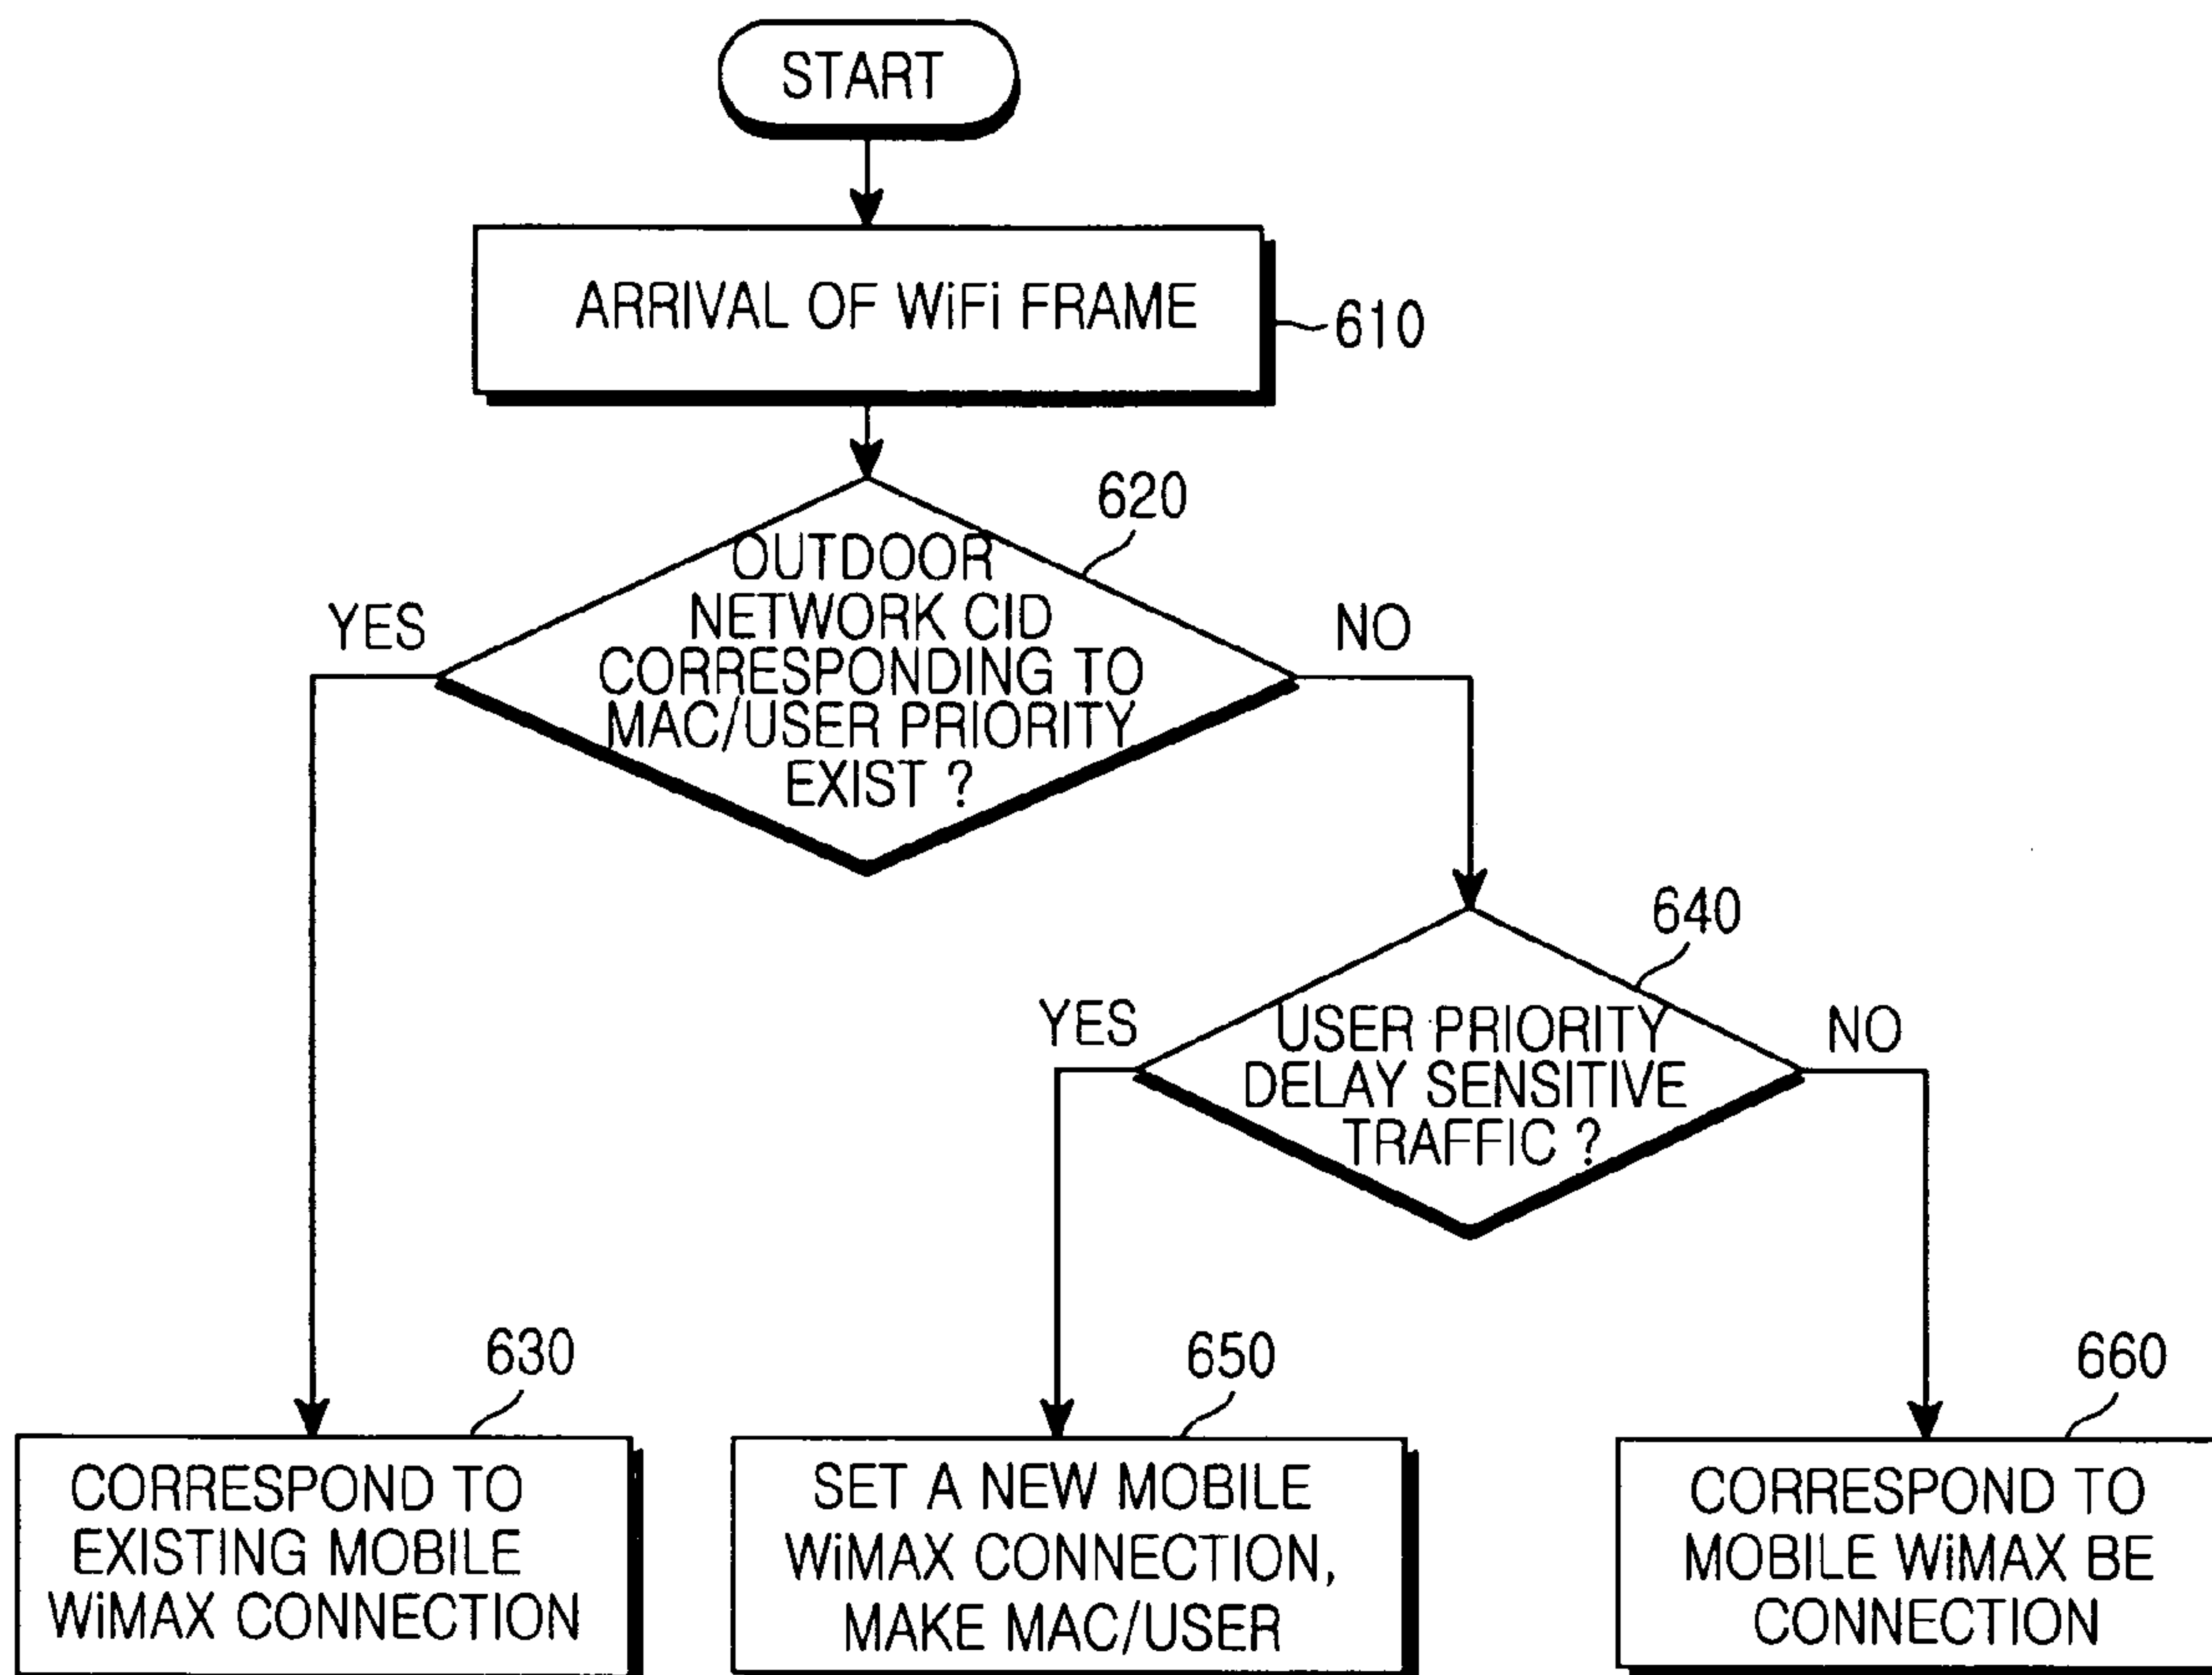 START
ARRIVAL OF WiFi FRAME
610
620
OUTDOOR
NETWORK CID
CORRESPONDING TO
MAC/USER PRIORITY
EXIST ?
YES
NO
640
USER PRIORITY
DELAY SENSITIVE
TRAFFIC ?
YES
NO
630
CORRESPOND TO
EXISTING MOBILE
WiMAX CONNECTION
650
SET A NEW MOBILE
WiMAX CONNECTION,
MAKE MAC/USER
660
CORRESPOND TO
MOBILE WiMAX BE
CONNECTION